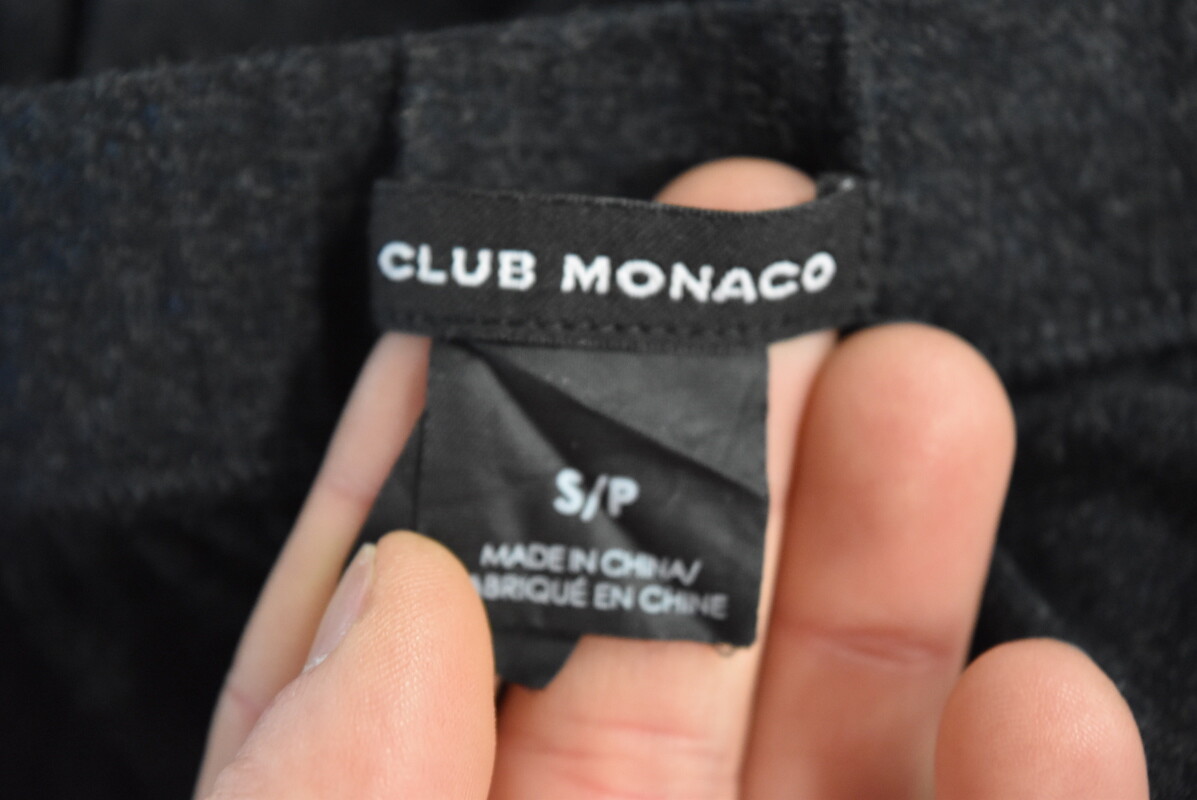 CLUB MONACO
S/P
MADE IN CHINA/
ABRIQUÉ EN CHINE